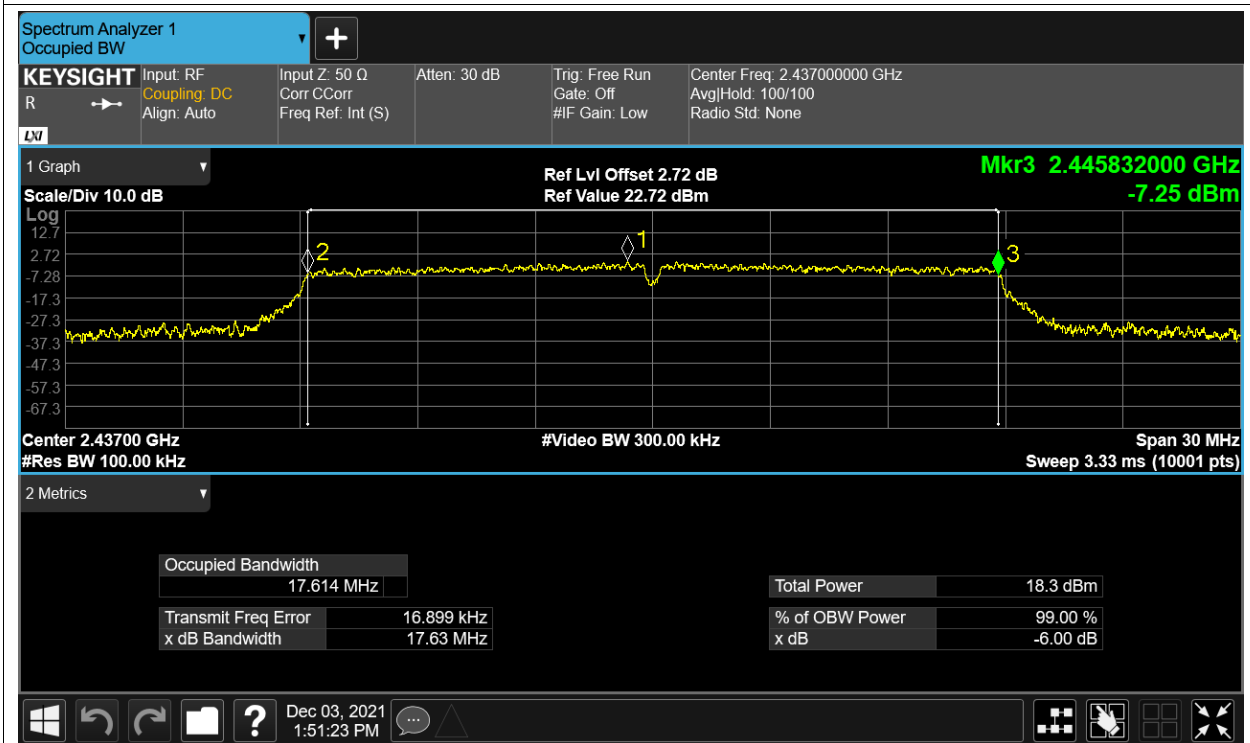 Spectrum Analyzer 1
Occupied BW
KEYSIGHT
R
LXI
Input: RF
Coupling: DC
Align: Auto
Input Z: 50 Ω
Corr CCorr
Freq Ref: Int (S)
Atten: 30 dB
Trig: Free Run
Gate: Off
#IF Gain: Low
Center Freq: 2.437000000 GHz
Avg|Hold: 100/100
Radio Std: None
1 Graph
Scale/Div 10.0 dB
Ref Lvl Offset 2.72 dB
Ref Value 22.72 dBm
Mkr3 2.445832000 GHz
-7.25 dBm
Log
12.7
2.72
-7.28
-17.3
-27.3
-37.3
-47.3
-57.3
-67.3
2
1
3
Center 2.43700 GHz
#Res BW 100.00 kHz
#Video BW 300.00 kHz
Span 30 MHz
Sweep 3.33 ms (10001 pts)
2 Metrics
Occupied Bandwidth
17.614 MHz
Transmit Freq Error 16.899 kHz
x dB Bandwidth 17.63 MHz
Total Power 18.3 dBm
% of OBW Power 99.00 %
x dB -6.00 dB
?
Dec 03, 2021
1:51:23 PM